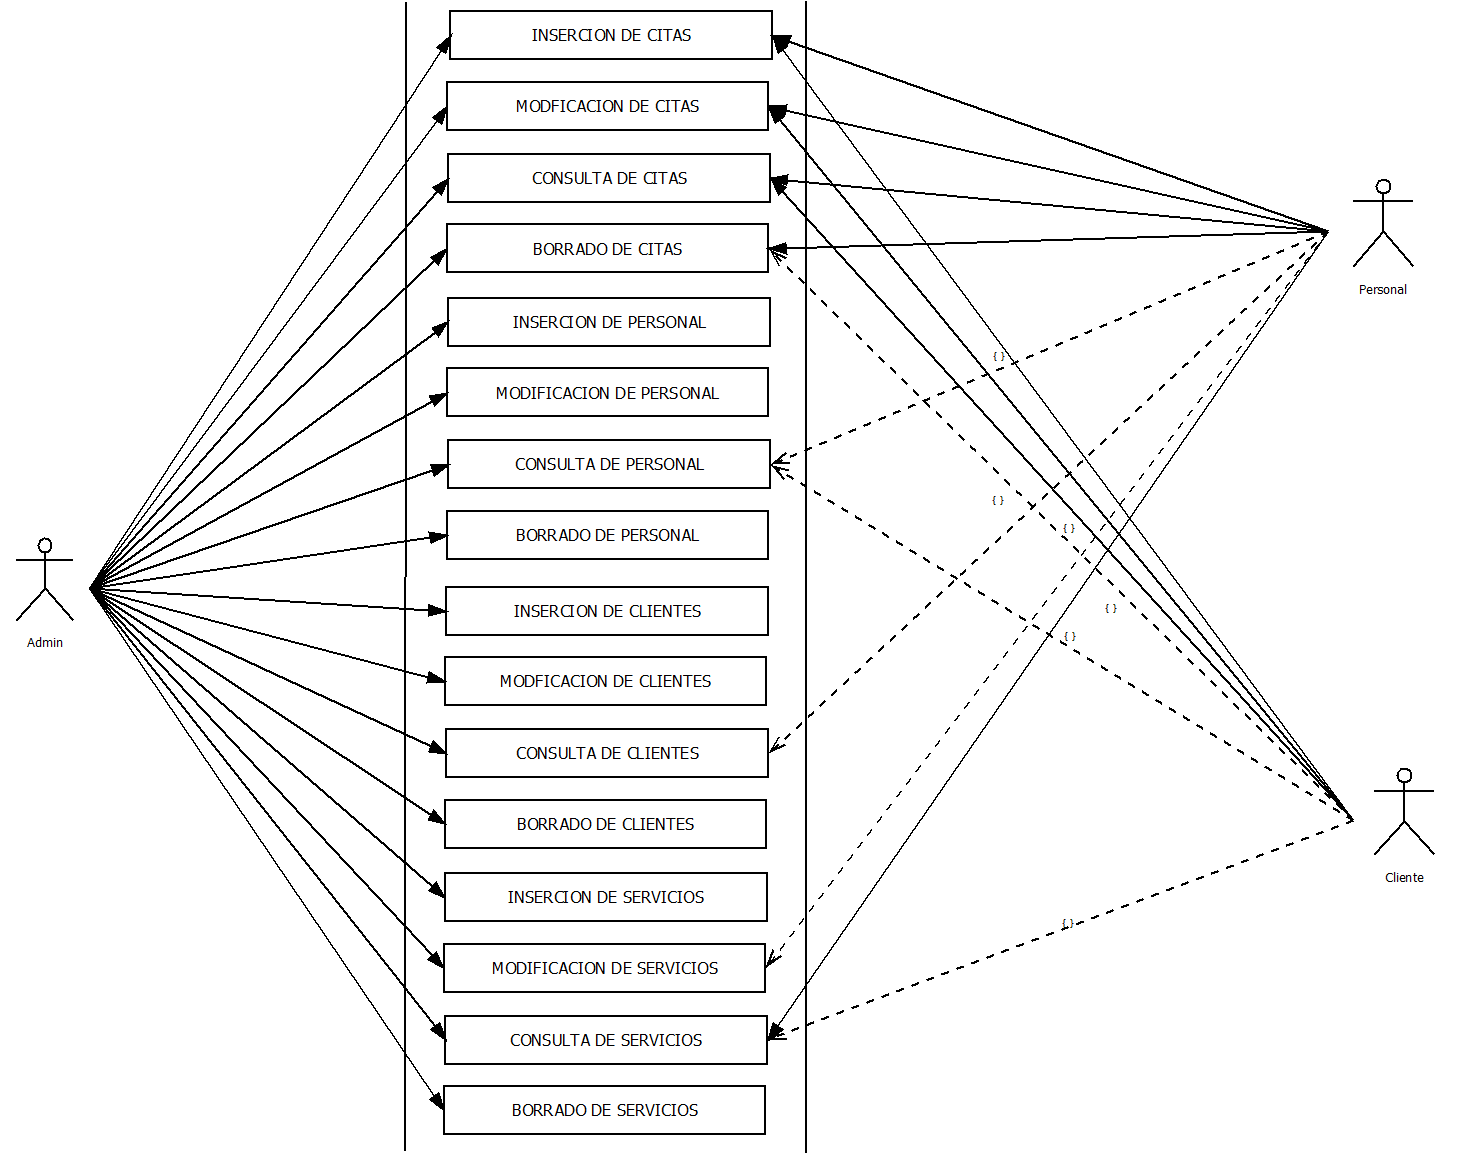 INSERCION DE CITAS
MODFICACION DE CITAS
CONSULTA DE CITAS
BORRADO DE CITAS
Personal
INSERCION DE PERSONAL
{ }
MODIFICACION DE PERSONAL
CONSULTA DE PERSONAL
{ }
{ }
BORRADO DE PERSONAL
INSERCION DE CLIENTES
{ }
{ }
Admin
MODFICACION DE CLIENTES
CONSULTA DE CLIENTES
BORRADO DE CLIENTES
Cliente
INSERCION DE SERVICIOS
{ }
MODIFICACION DE SERVICIOS
CONSULTA DE SERVICIOS
BORRADO DE SERVICIOS